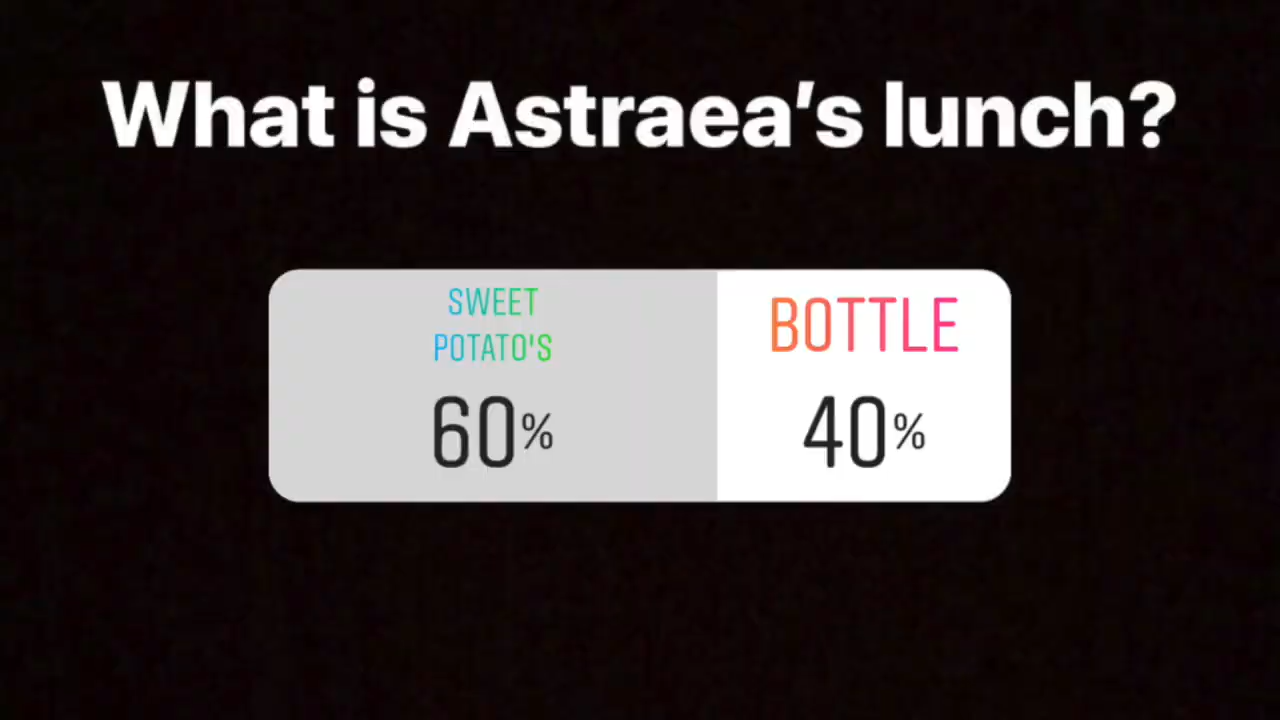 What is Astraea’s lunch?
SWEET
POTATO'S
BOTTLE
60%
40%